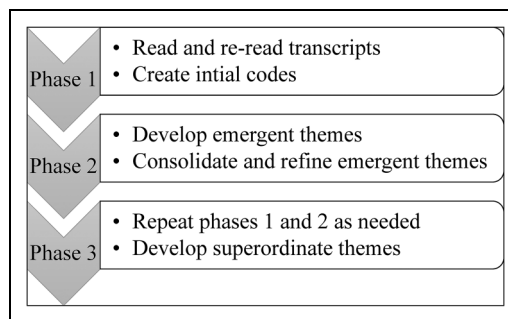 Phase 1
• Read and re-read transcripts
• Create intial codes
Phase 2
• Develop emergent themes
• Consolidate and refine emergent themes
Phase 3
• Repeat phases 1 and 2 as needed
• Develop superordinate themes